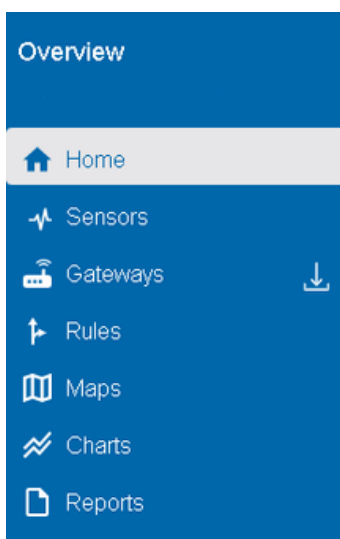 Overview
Home
Sensors
Gateways
Rules
Maps
Charts
Reports